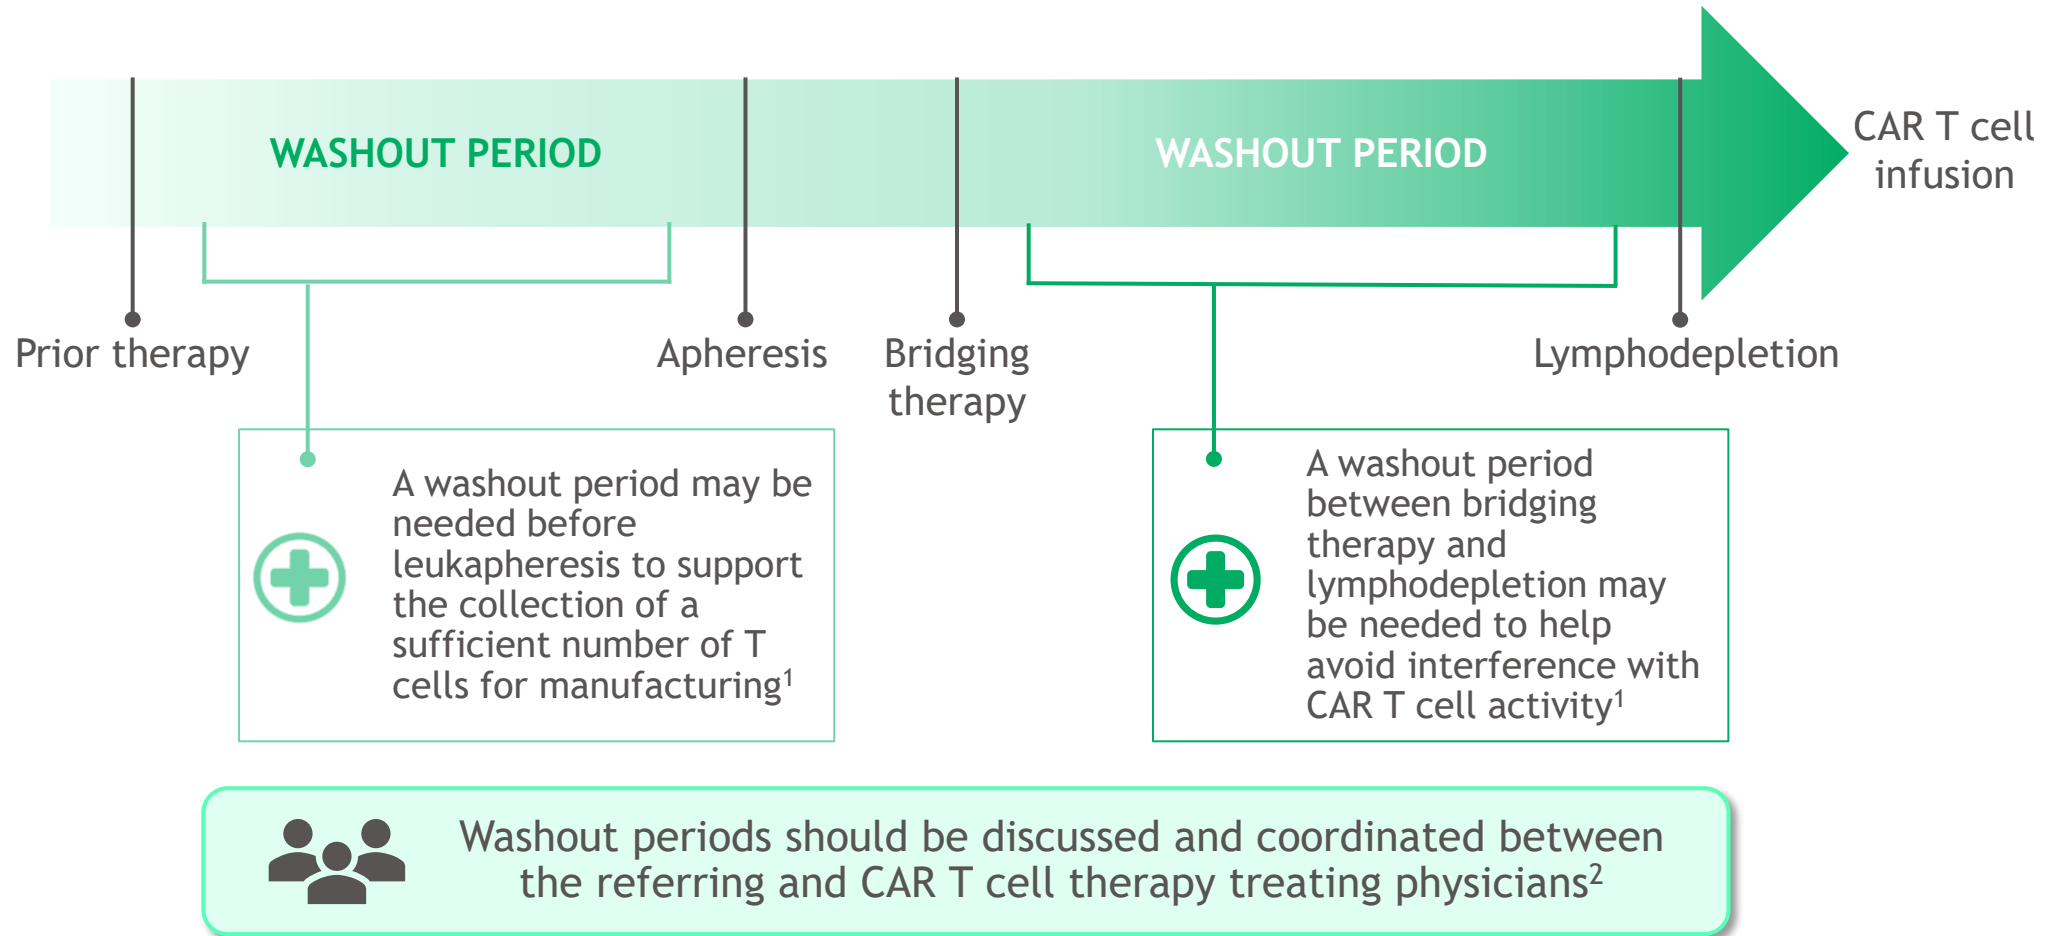 WASHOUT PERIOD
WASHOUT PERIOD
CAR T cell
infusion
Prior therapy
Apheresis
Bridging
therapy
Lymphodepletion
A washout period may be
needed before
leukapheresis to support
the collection of a
sufficient number of T
cells for manufacturing¹
A washout period
between bridging
therapy and
lymphodepletion may
be needed to help
avoid interference with
CAR T cell activity¹
Washout periods should be discussed and coordinated between
the referring and CAR T cell therapy treating physicians²